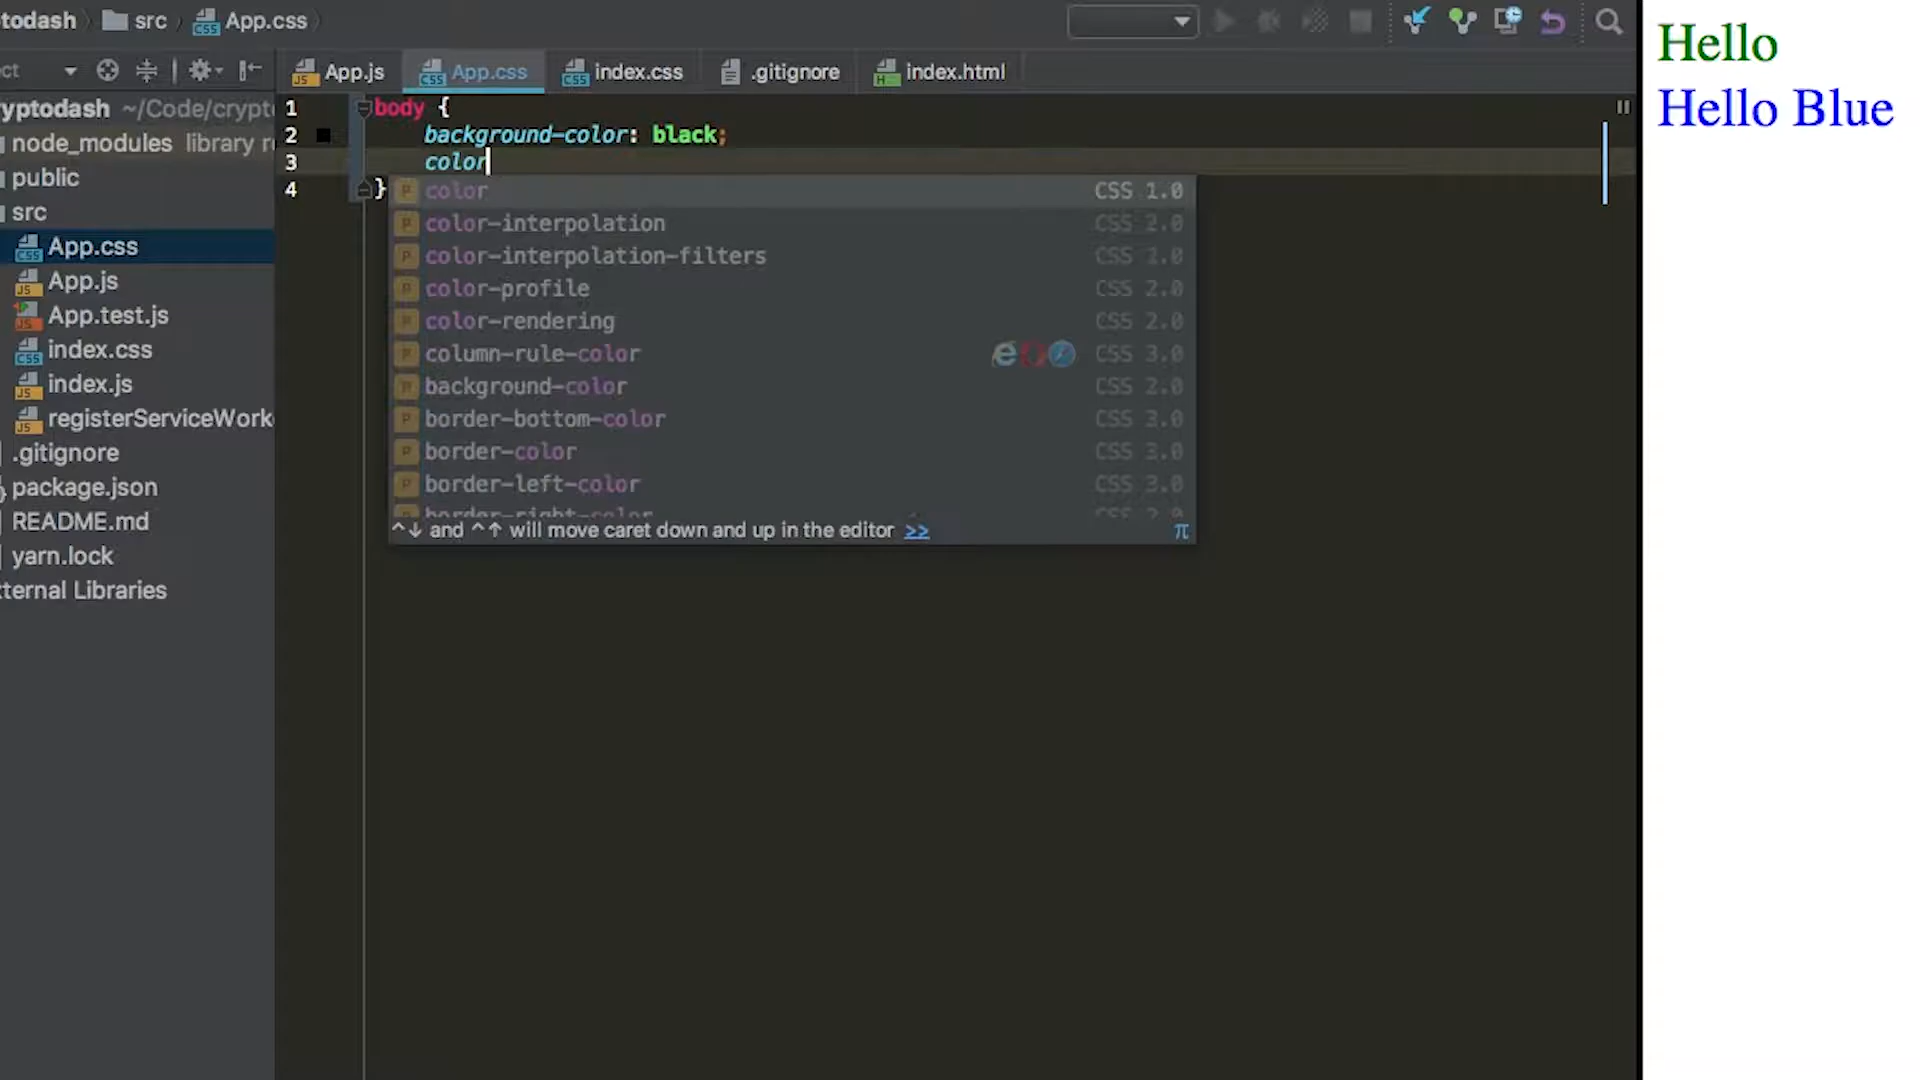 todash src App.css
ct
App.js App.css index.css .gitignore index.html
yptodash ~/Code/crypt
node_modules library r
public
src
App.css
App.js
App.test.js
index.css
index.js
registerServiceWork
.gitignore
package.json
README.md
yarn.lock
ternal Libraries
1 body {
2 background-color: black;
3 color
4 }
color CSS 1.0
color-interpolation CSS 2.0
color-interpolation-filters
color-profile CSS 2.0
color-rendering CSS 2.0
column-rule-color CSS 3.0
background-color CSS 2.0
border-bottom-color CSS 3.0
border-color CSS 3.0
border-left-color CSS 3.0
border-right-color
^↓ and ^↑ will move caret down and up in the editor >> π
Hello
Hello Blue